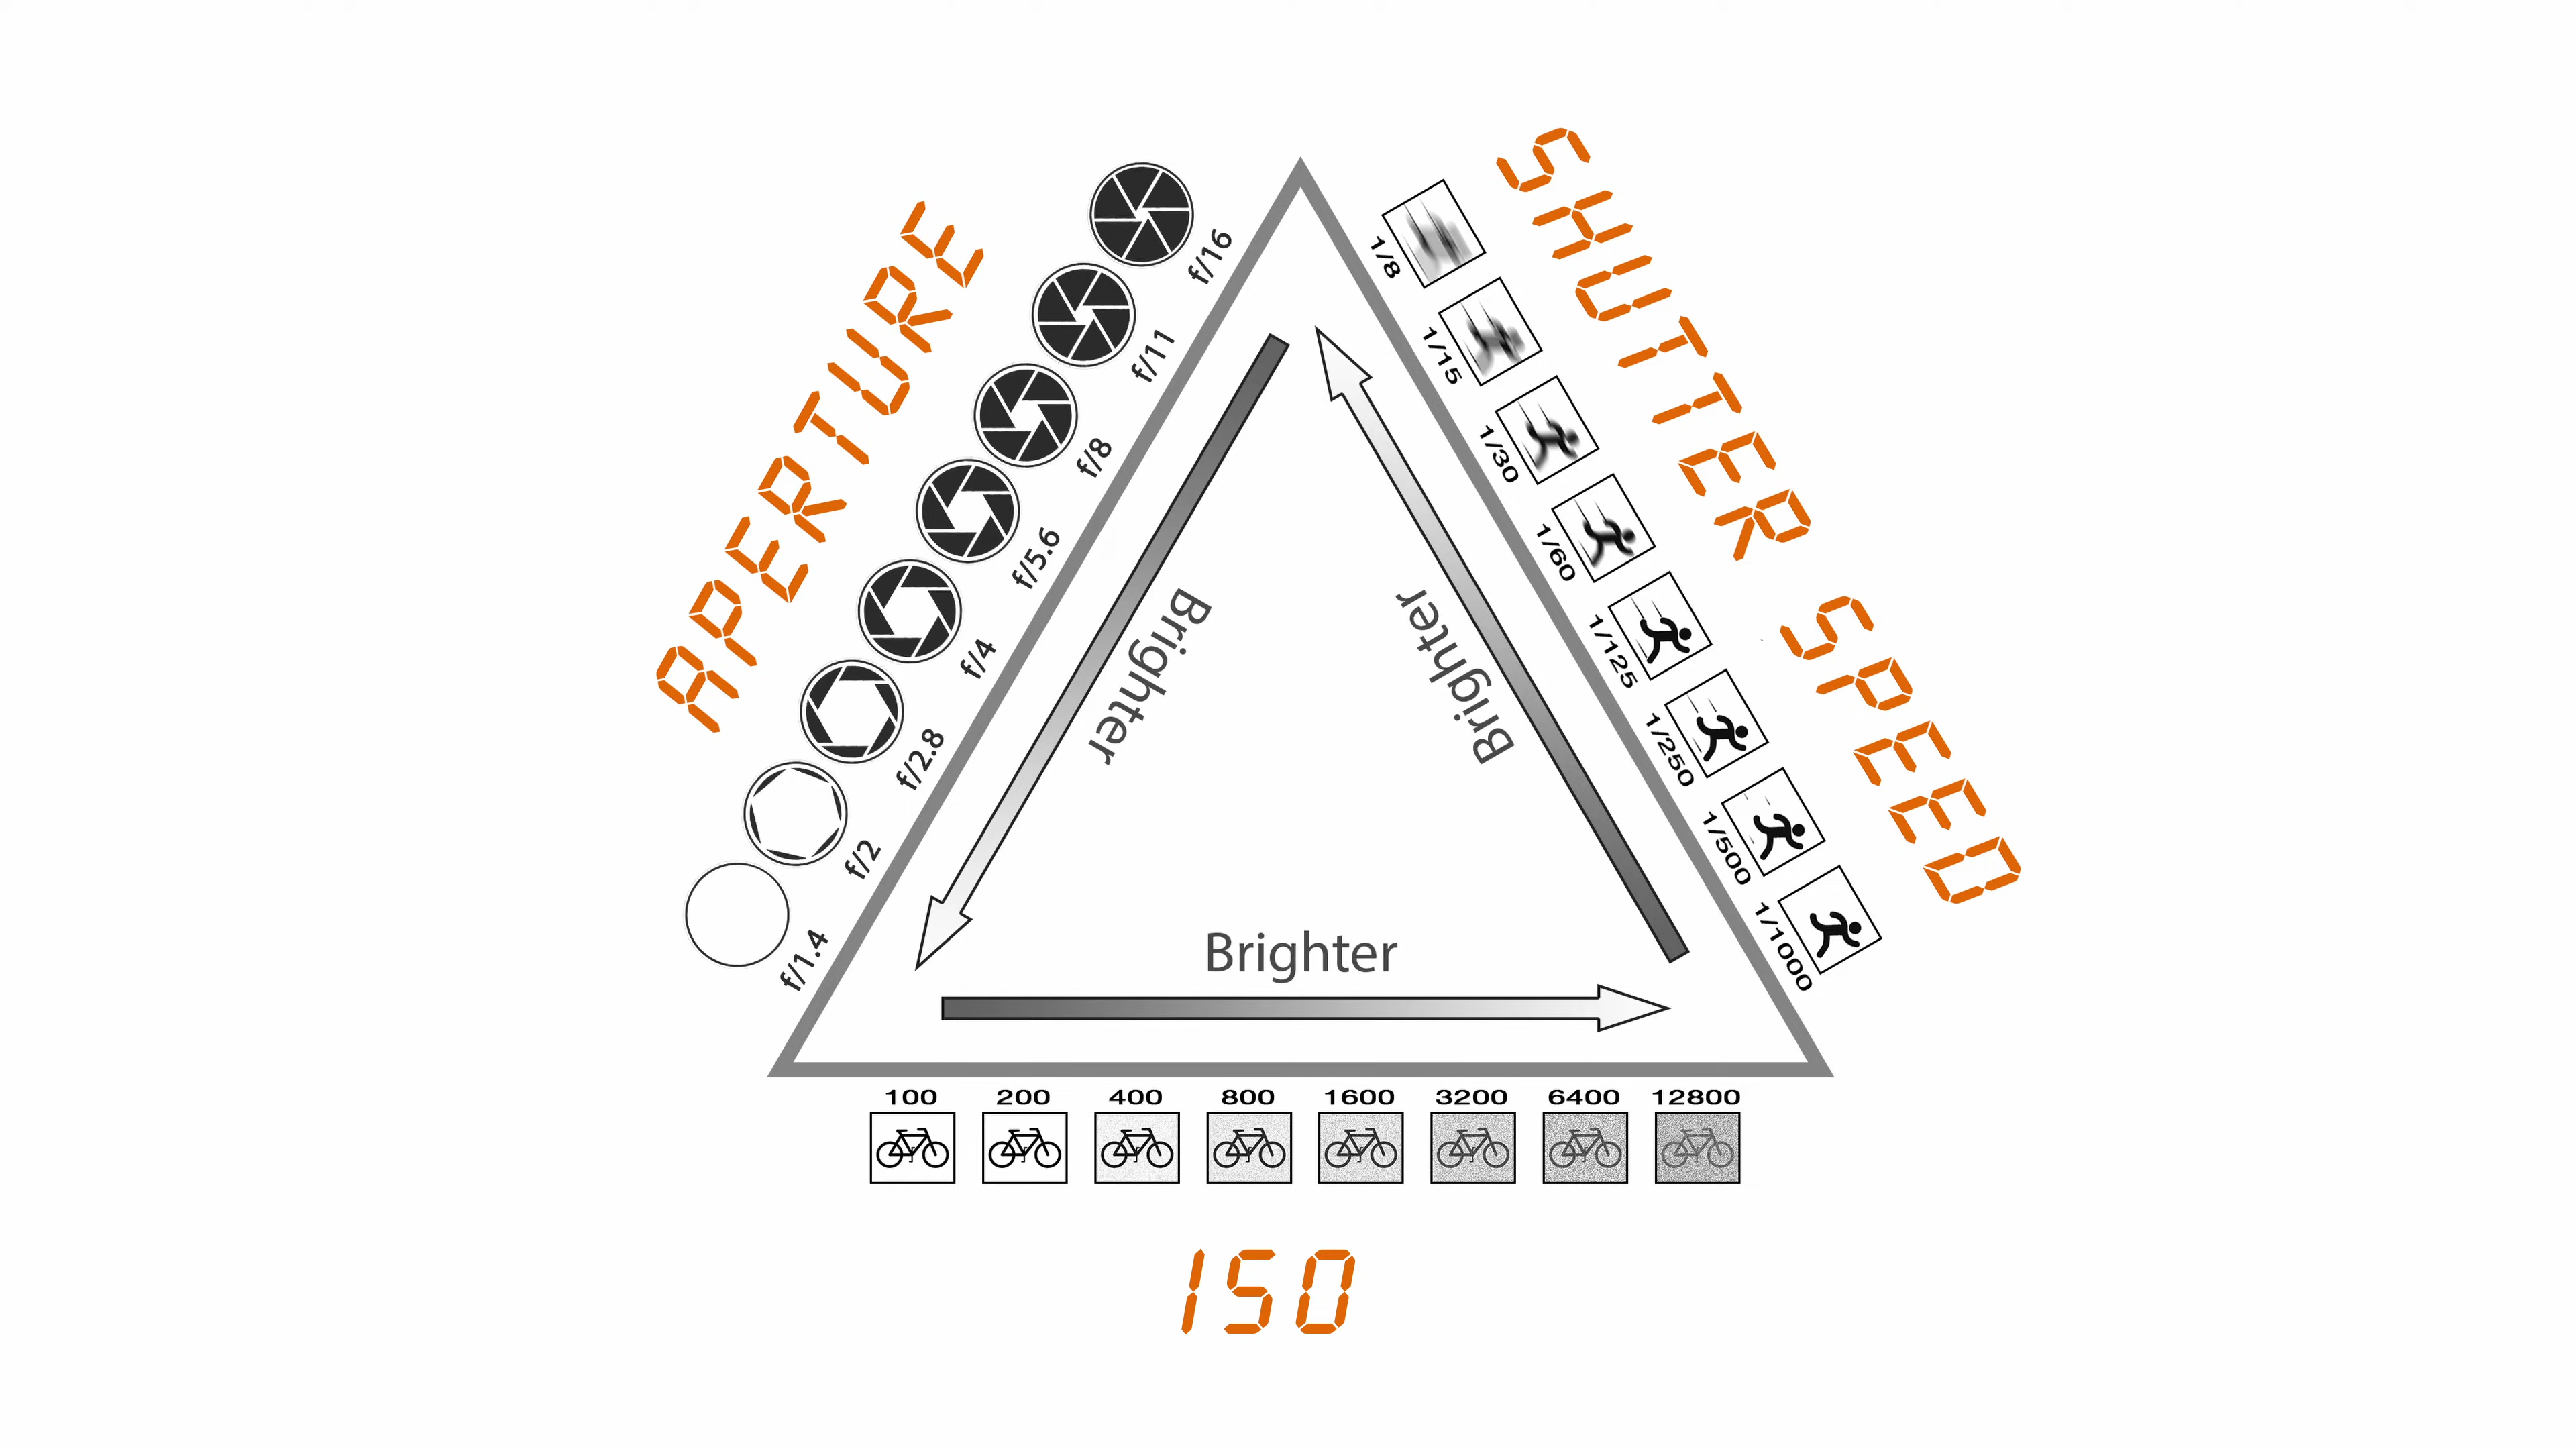 APERTURE
f/16
f/11
f/8
f/5.6
f/4
f/2.8
f/2
f/1.4
SHUTTER SPEED
1/8
1/15
1/30
1/60
1/125
1/250
1/500
1/1000
Brighter
Brighter
Brighter
100 200 400 800 1600 3200 6400 12800
ISO